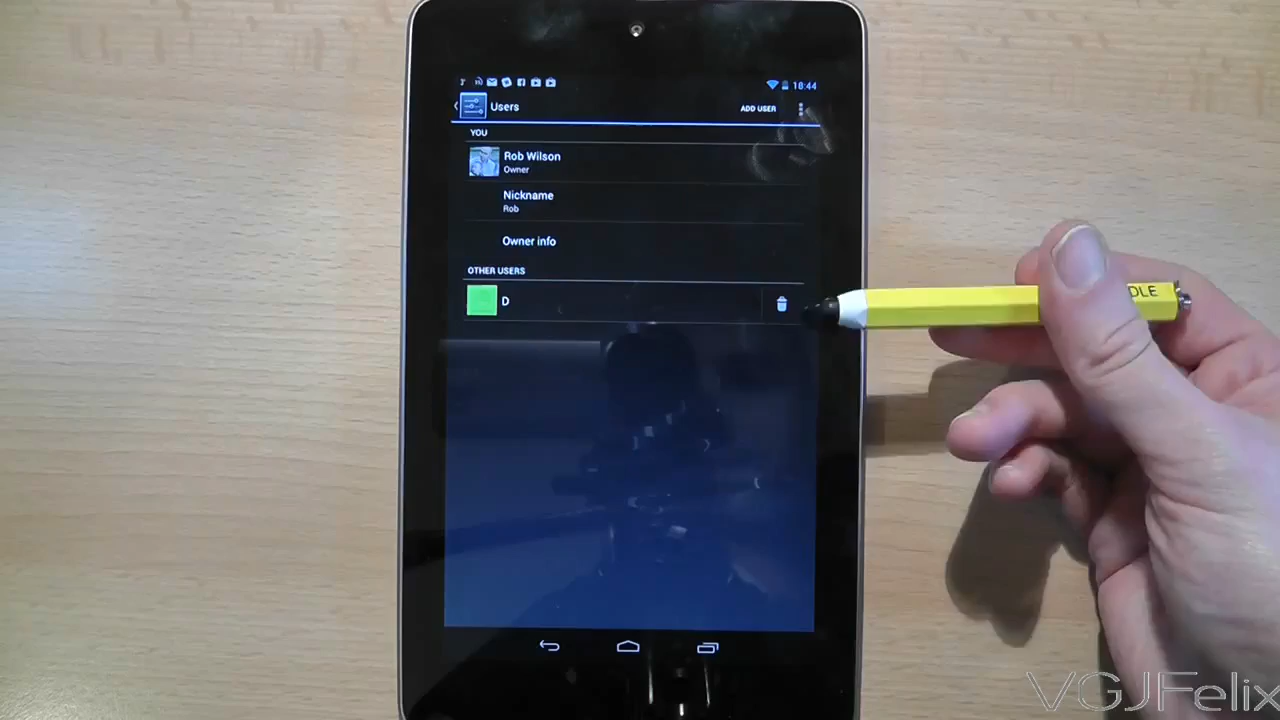 18:44
Users
ADD USER
YOU
Rob Wilson
Owner
Nickname
Rob
Owner info
OTHER USERS
D
DLE
VGJFelix